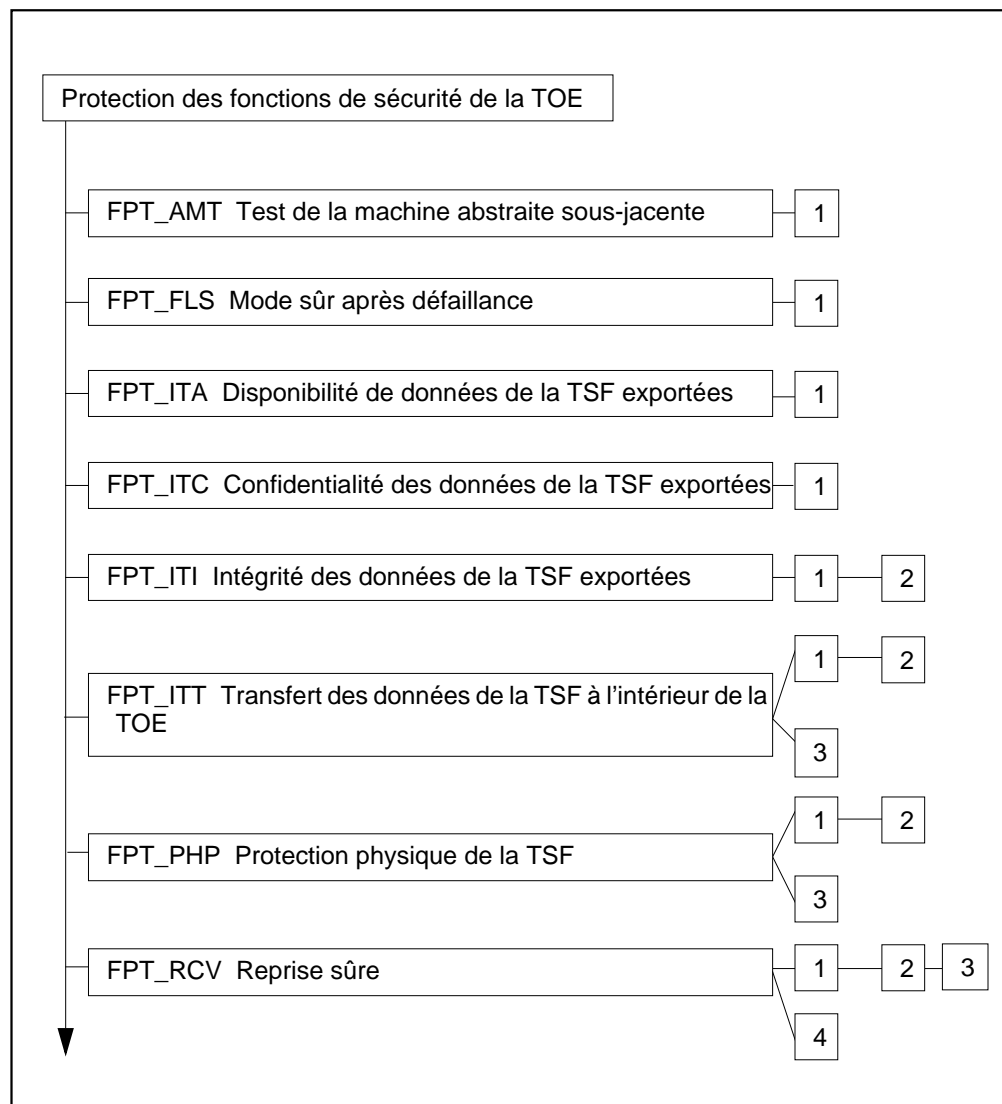 Protection des fonctions de sécurité de la TOE
FPT_AMT Test de la machine abstraite sous-jacente 1
FPT_FLS Mode sûr après défaillance 1
FPT_ITA Disponibilité de données de la TSF exportées 1
FPT_ITC Confidentialité des données de la TSF exportées 1
FPT_ITI Intégrité des données de la TSF exportées 1 2
1 2
FPT_ITT Transfert des données de la TSF à l'intérieur de la
TOE
3
1 2
FPT_PHP Protection physique de la TSF
3
FPT_RCV Reprise sûre 1 2 3
4